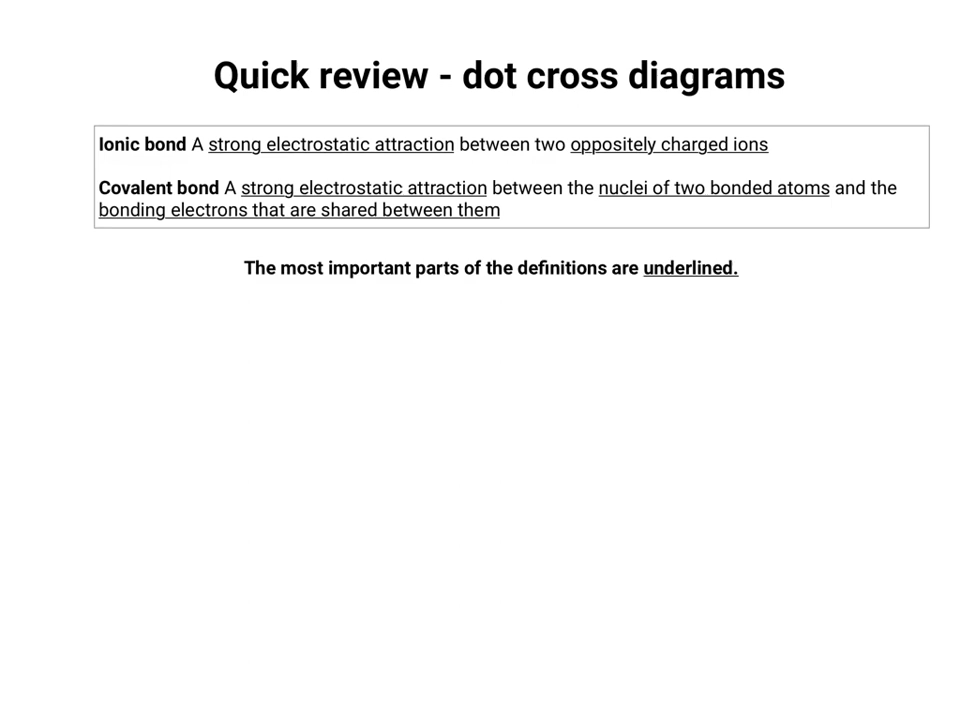 Quick review - dot cross diagrams
Ionic bond A strong electrostatic attraction between two oppositely charged ions
Covalent bond A strong electrostatic attraction between the nuclei of two bonded atoms and the
bonding electrons that are shared between them
The most important parts of the definitions are underlined.